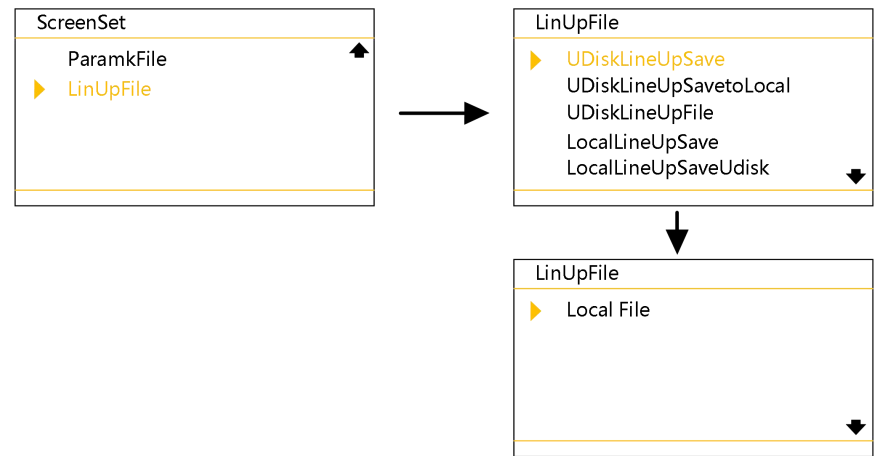 ScreenSet
ParamkFile
LinUpFile
LinUpFile
UDiskLineUpSave
UDiskLineUpSavetoLocal
UDiskLineUpFile
LocalLineUpSave
LocalLineUpSaveUdisk
LinUpFile
Local File